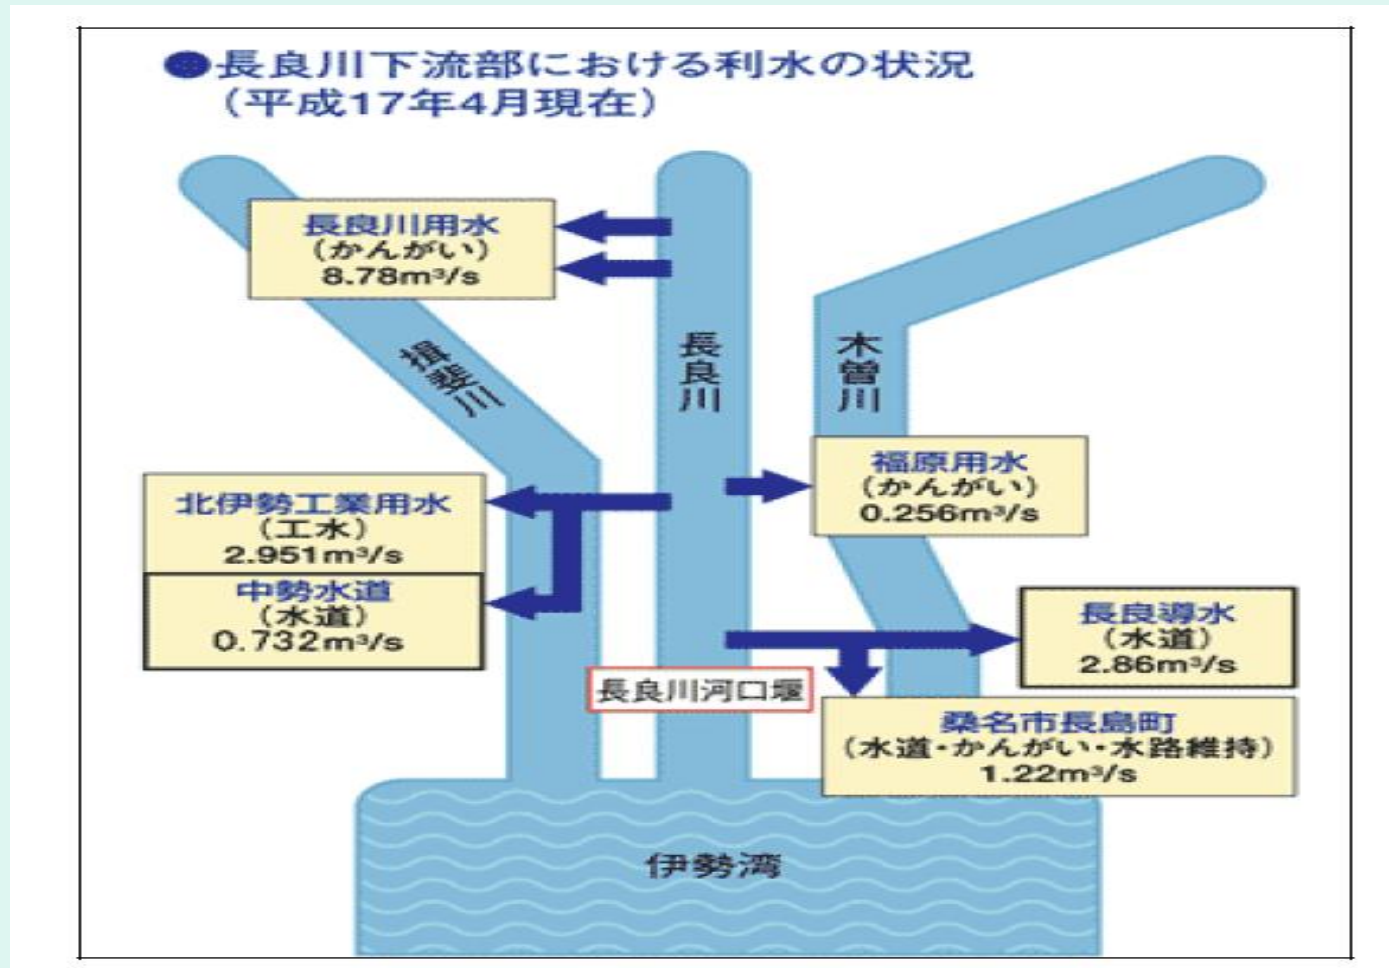 ●長良川下流部における利水の状況
(平成17年4月現在)
長良川用水
(かんがい)
8.78m³/s
揖斐川
長良川
木曽川
福原用水
(かんがい)
0.256m³/s
北伊勢工業用水
(工水)
2.951m³/s
中勢水道
(水道)
0.732m³/s
長良導水
(水道)
2.86m³/s
長良川河口堰
桑名市長島町
(水道・かんがい・水路維持)
1.22m³/s
伊勢湾